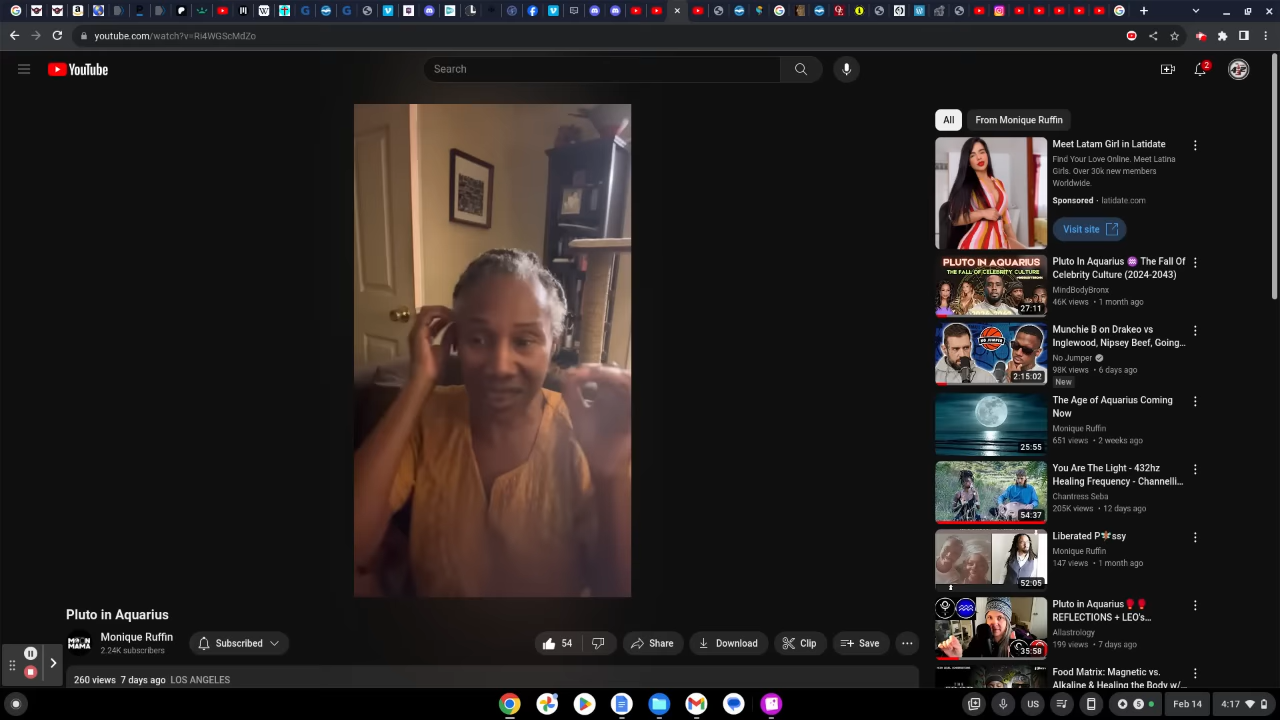 youtube.com/watch?v=Ri4WGScMdZo
YouTube
Search
2
All
From Monique Ruffin
Meet Latam Girl in Latidate
Find Your Love Online. Meet Latina
Girls. Over 30k new members
Worldwide.
Sponsored · latidate.com
Visit site
PLUTO IN AQUARIUS
THE FALL OF CELEBRITY CULTURE (2024-2043)
27:11
Pluto In Aquarius ♒ The Fall Of
Celebrity Culture (2024-2043)
MindBodyBronx
46K views • 1 month ago
NO JUMPER
2:15:02
Munchie B on Drakeo vs
Inglewood, Nipsey Beef, Going...
No Jumper
98K views • 6 days ago
New
25:55
The Age of Aquarius Coming
Now
Monique Ruffin
651 views • 2 weeks ago
54:37
You Are The Light - 432hz
Healing Frequency - Channelli...
Chantress Seba
205K views • 12 days ago
52:05
Liberated P🧚ssy
Monique Ruffin
147 views • 1 month ago
35:58
Pluto in Aquarius🌹🌹
REFLECTIONS + LEO's...
Allastrology
199 views • 7 days ago
Food Matrix: Magnetic vs.
Alkaline & Healing the Body w/...
Pluto in Aquarius
MOON
MAMA
Monique Ruffin
2.24K subscribers
Subscribed
54
Share
Download
Clip
Save
260 views 7 days ago LOS ANGELES
US
5
Feb 14
4:17